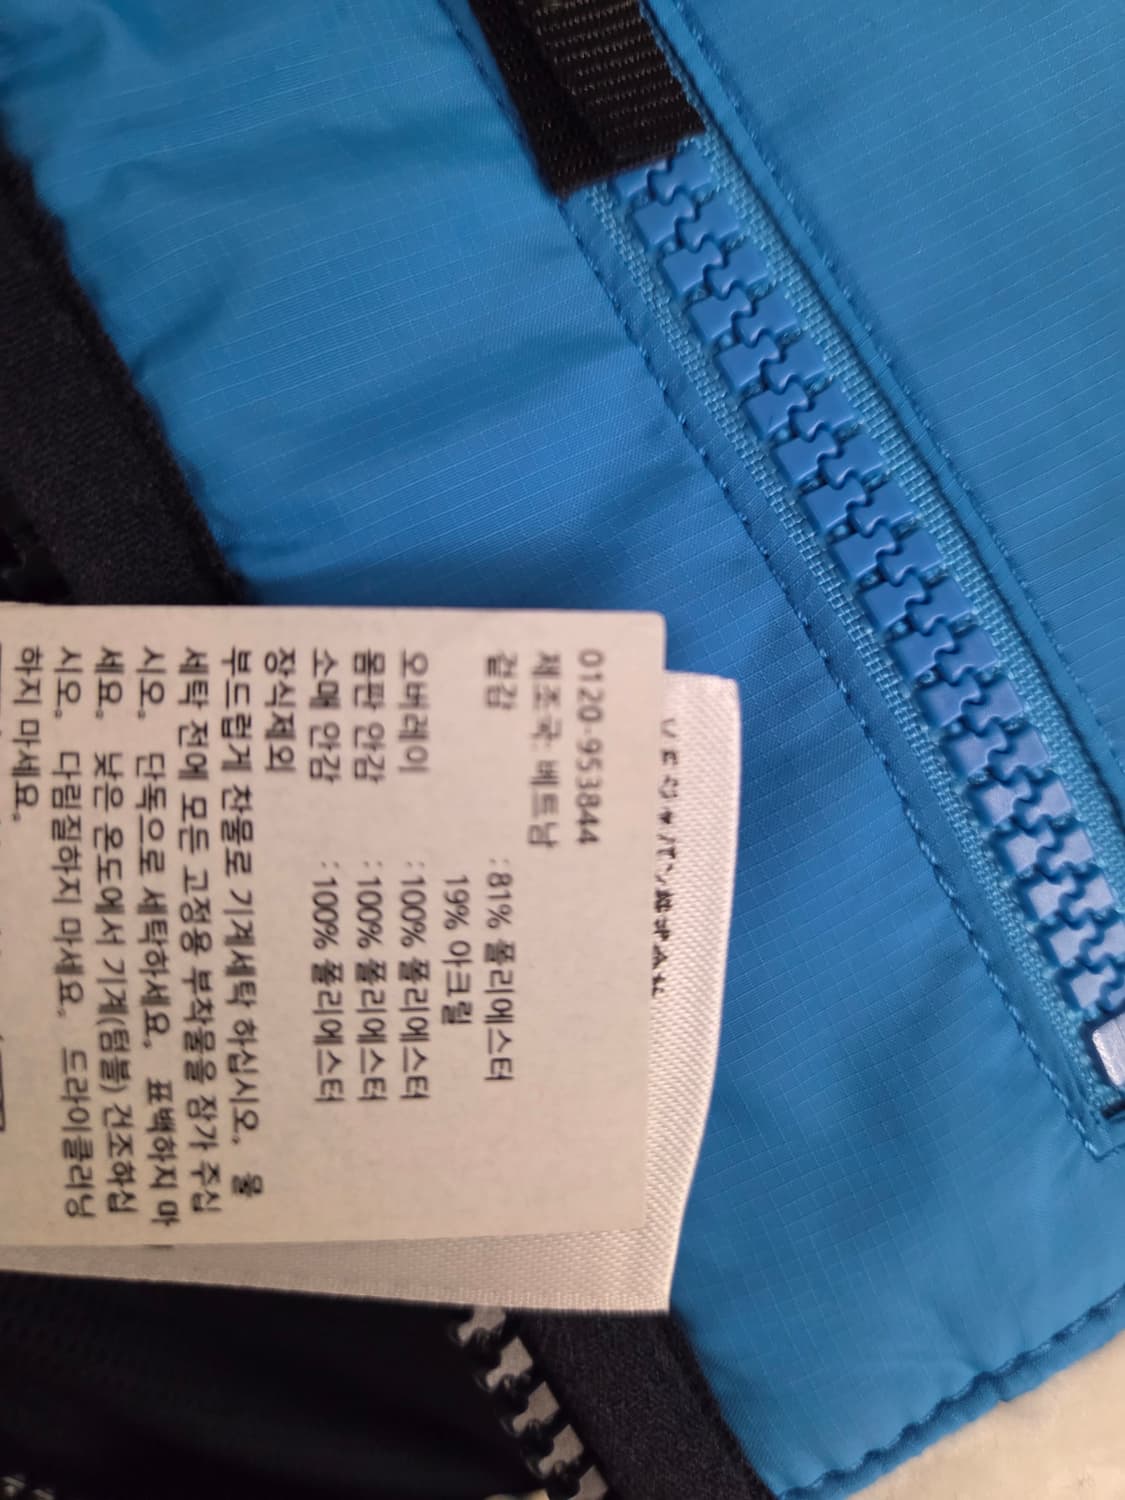 0120-953844
제조국: 베트남
겉감 : 81% 폴리에스터
19% 아크릴
오버레이 : 100% 폴리에스터
몸판 안감 : 100% 폴리에스터
소매 안감 : 100% 폴리에스터
장식제외
부드럽게 찬물로 기계세탁 하십시오. 물
세탁 전에 모든 고정용 부착물을 잠가 주십
시오. 단독으로 세탁하세요. 표백하지 마
세요. 낮은 온도에서 기계(텀블) 건조하십
시오. 다림질하지 마세요. 드라이클리닝
하지 마세요.